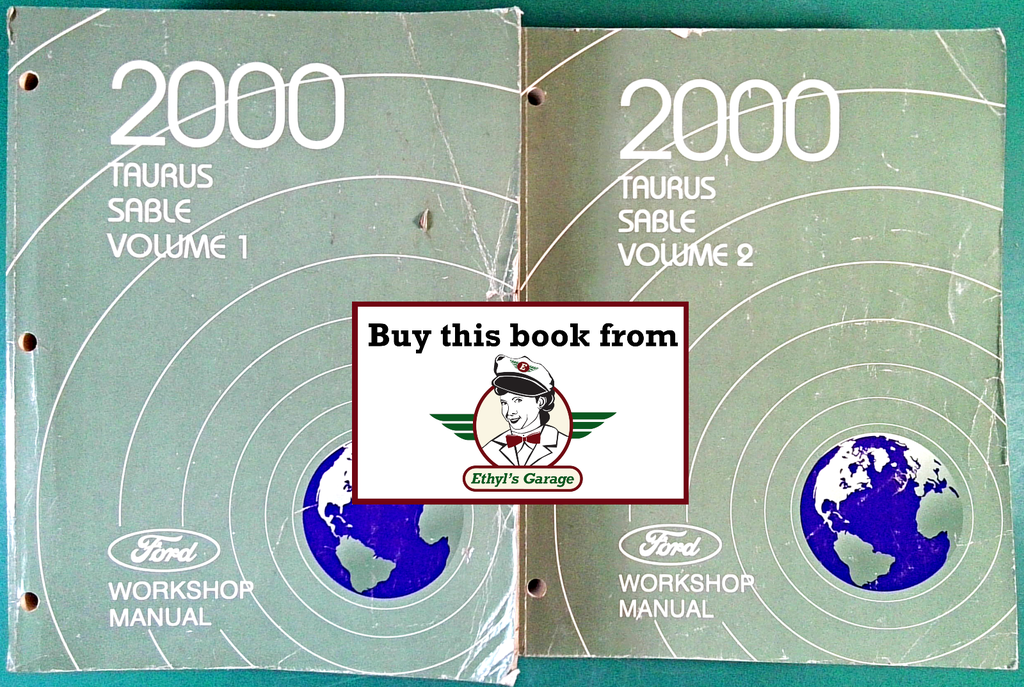 2000
TAURUS
SABLE
VOLUME 1
Ford
WORKSHOP
MANUAL
2000
TAURUS
SABLE
VOLUME 2
Ford
WORKSHOP
MANUAL
Buy this book from
E
Ethyl's Garage